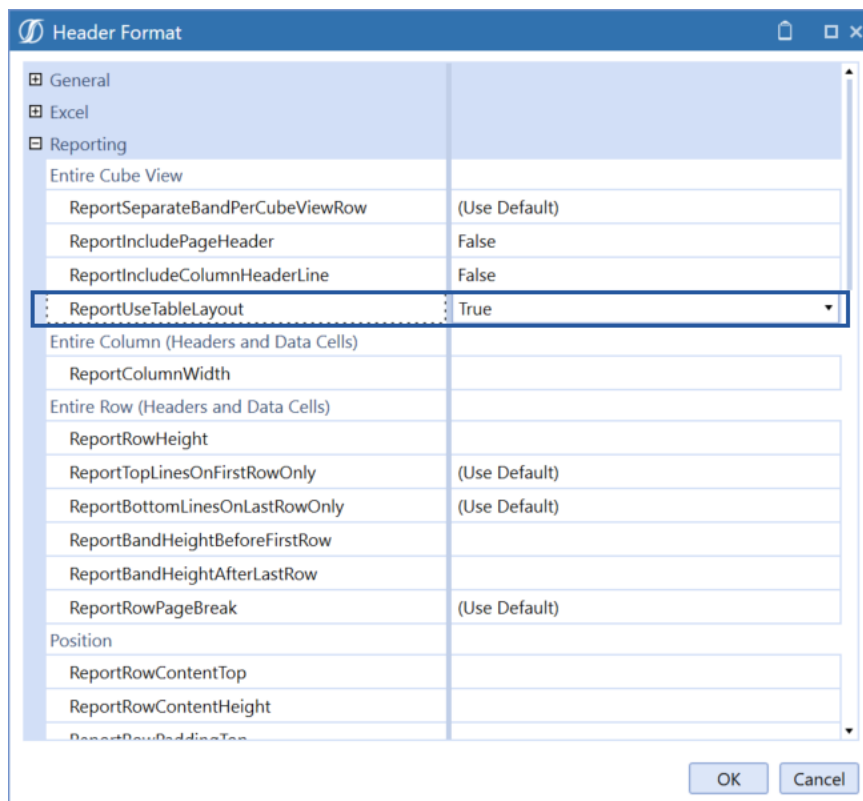 Header Format
General
Excel
Reporting
Entire Cube View
ReportSeparateBandPerCubeViewRow (Use Default)
ReportIncludePageHeader False
ReportIncludeColumnHeaderLine False
ReportUseTableLayout True
Entire Column (Headers and Data Cells)
ReportColumnWidth
Entire Row (Headers and Data Cells)
ReportRowHeight
ReportTopLinesOnFirstRowOnly (Use Default)
ReportBottomLinesOnLastRowOnly (Use Default)
ReportBandHeightBeforeFirstRow
ReportBandHeightAfterLastRow
ReportRowPageBreak (Use Default)
Position
ReportRowContentTop
ReportRowContentHeight
ReportRowPaddingTop
OK Cancel